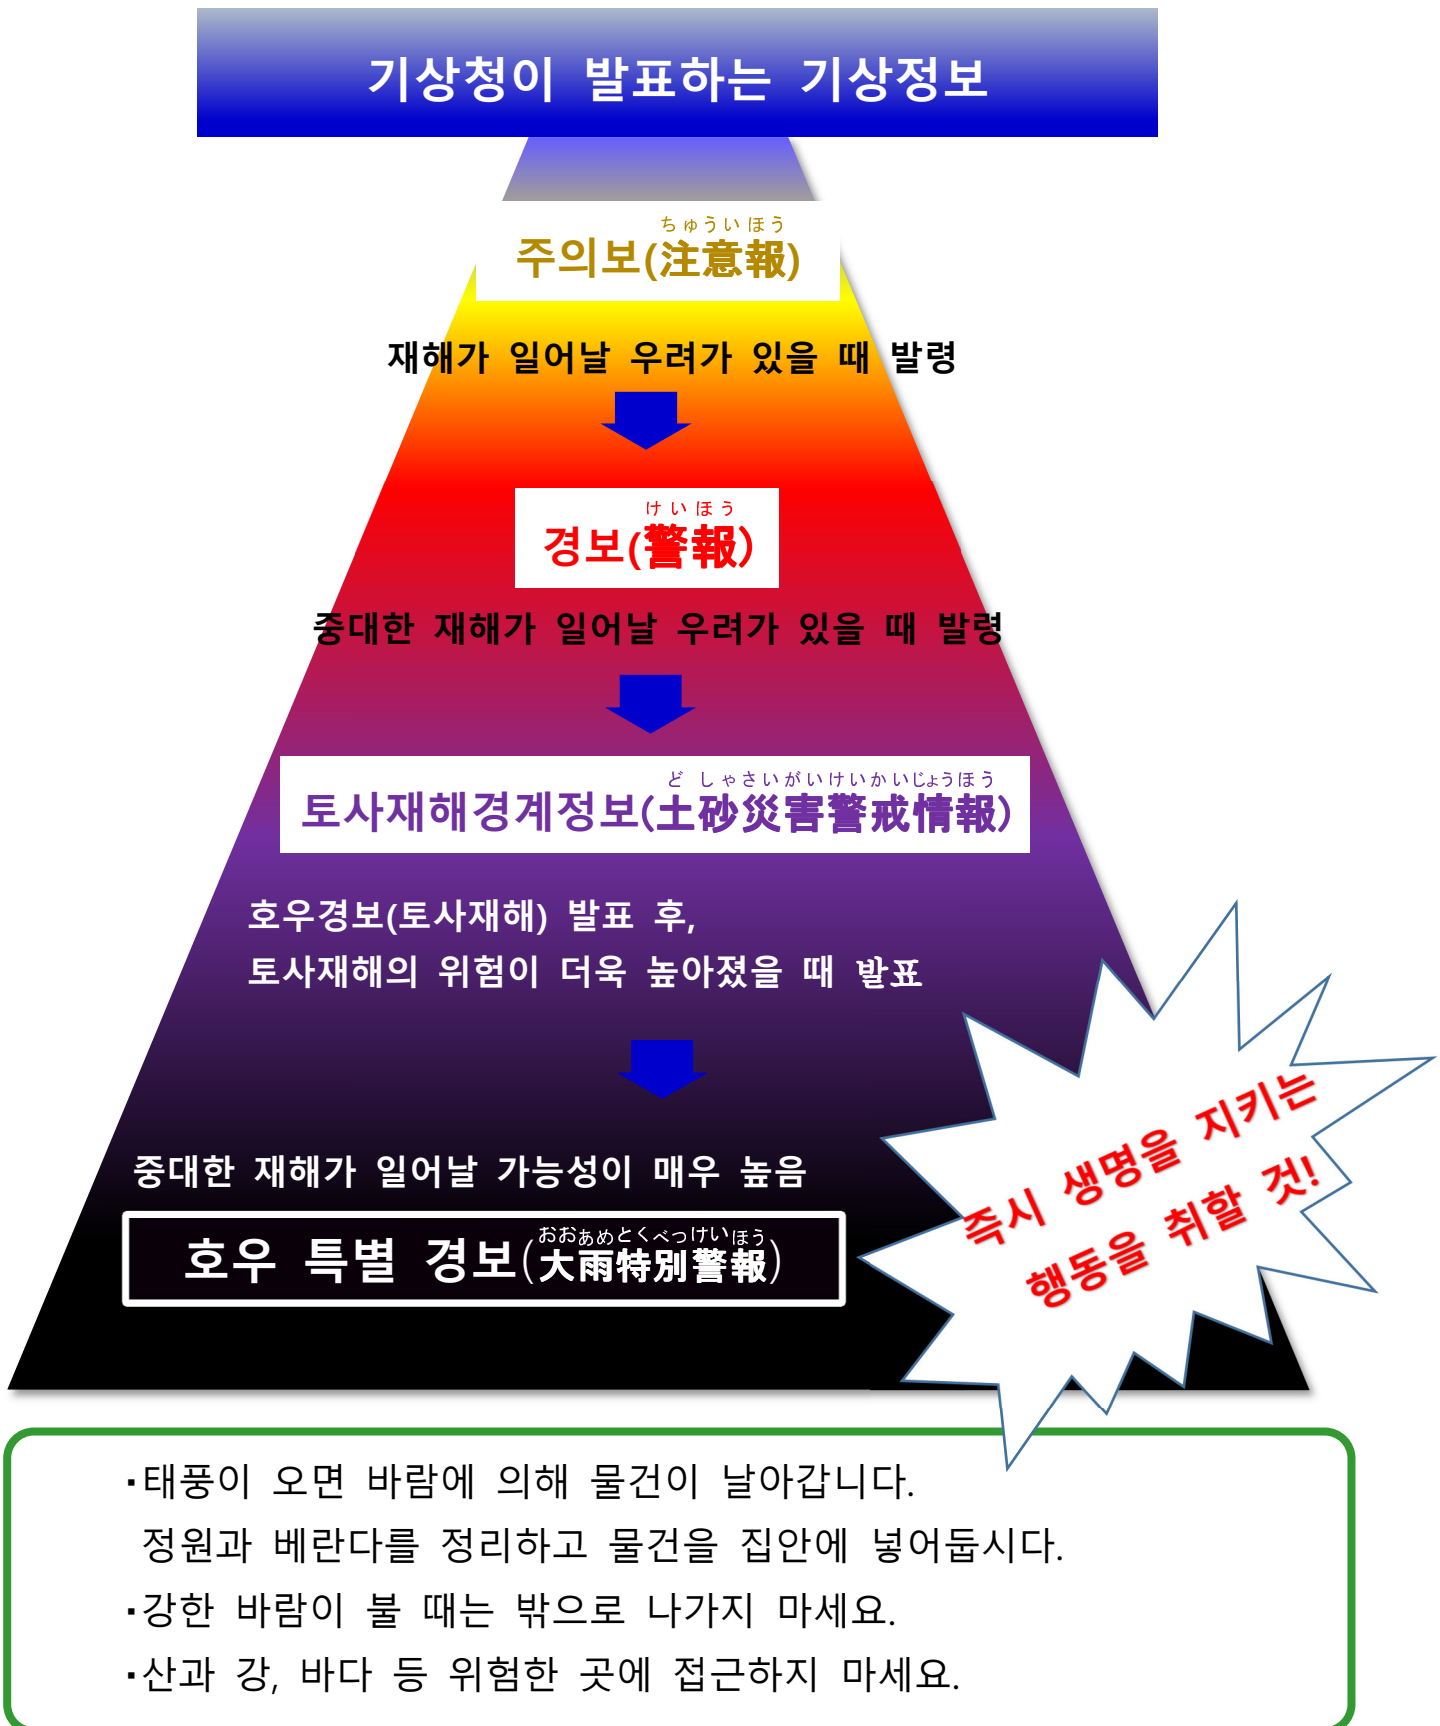 기상청이 발표하는 기상정보
ちゅういほう
주의보(注意報)
재해가 일어날 우려가 있을 때 발령
けいほう
경보(警報)
중대한 재해가 일어날 우려가 있을 때 발령
どしゃさいがいけいかいじょうほう
토사재해경계정보(土砂災害警戒情報)
호우경보(토사재해) 발표 후,
토사재해의 위험이 더욱 높아졌을 때 발표
중대한 재해가 일어날 가능성이 매우 높음
おおあめとくべつけいほう
호우 특별 경보(大雨特別警報)
즉시 생명을 지키는
행동을 취할 것!
・태풍이 오면 바람에 의해 물건이 날아갑니다.
정원과 베란다를 정리하고 물건을 집안에 넣어둡시다.
・강한 바람이 불 때는 밖으로 나가지 마세요.
・산과 강, 바다 등 위험한 곳에 접근하지 마세요.